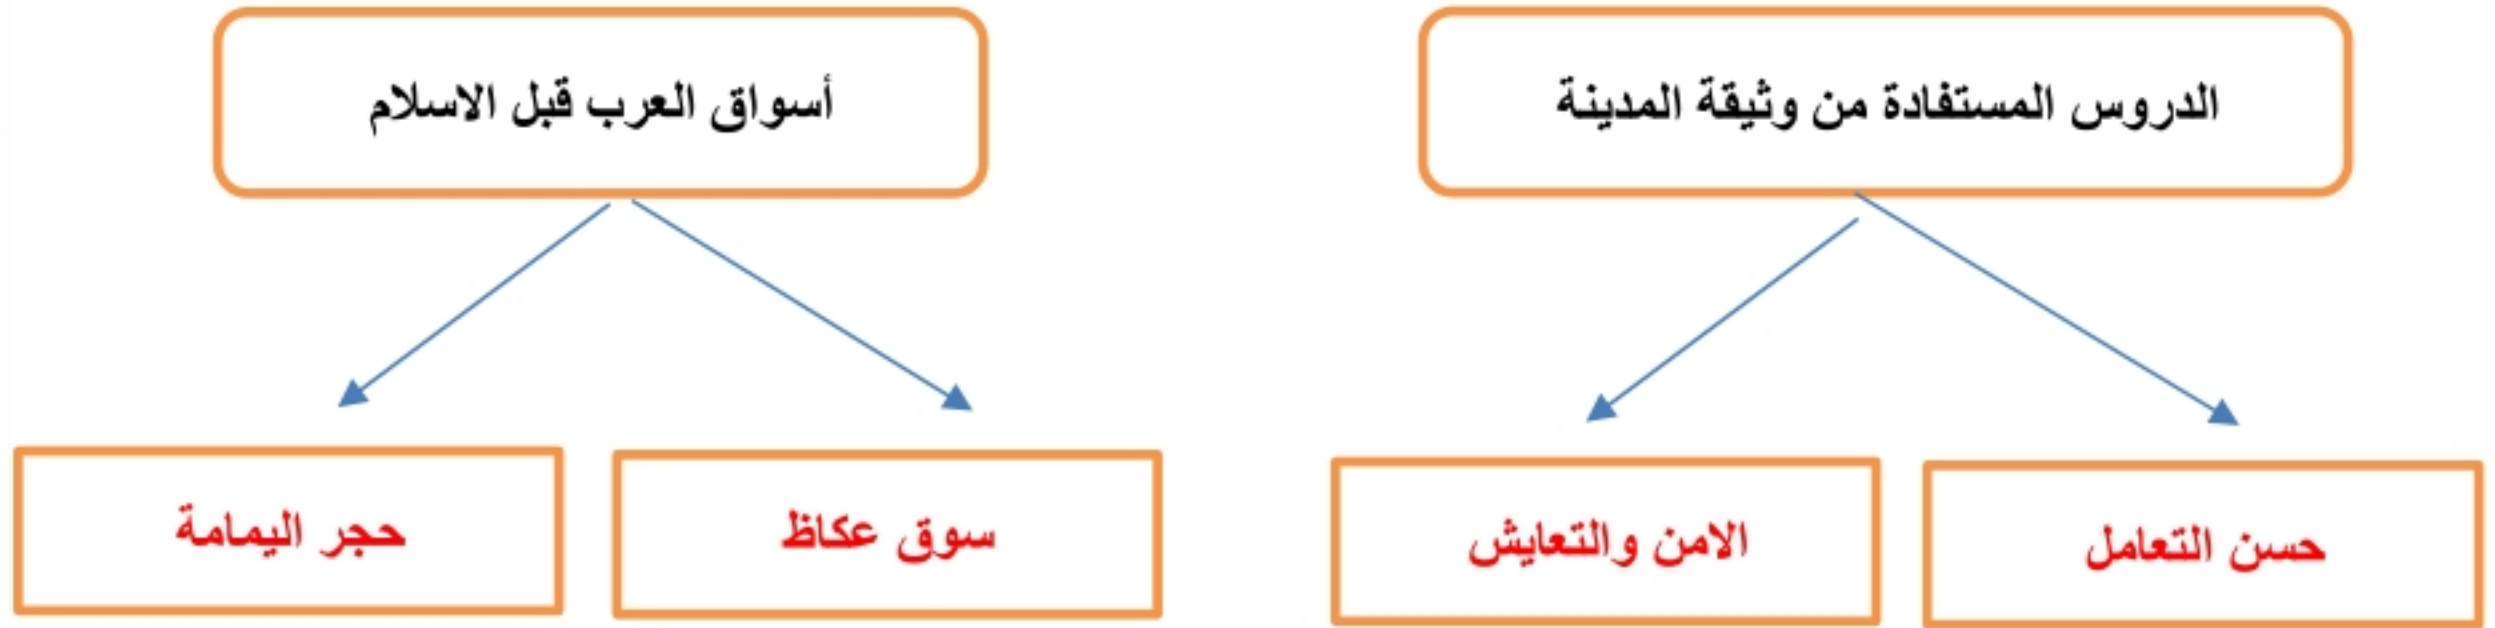 الدروس المستفادة من وثيقة المدينة
أسواق العرب قبل الاسلام
حسن التعامل
الامن والتعايش
سوق عكاظ
حجر اليمامة